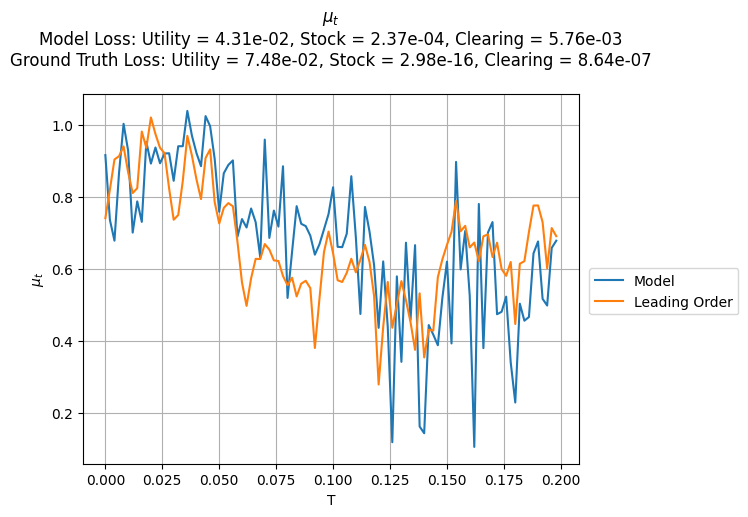 μ_t
Model Loss: Utility = 4.31e-02, Stock = 2.37e-04, Clearing = 5.76e-03
Ground Truth Loss: Utility = 7.48e-02, Stock = 2.98e-16, Clearing = 8.64e-07
1.0
0.8
0.6
0.4
0.2
μ_t
0.000 0.025 0.050 0.075 0.100 0.125 0.150 0.175 0.200
T
Model
Leading Order